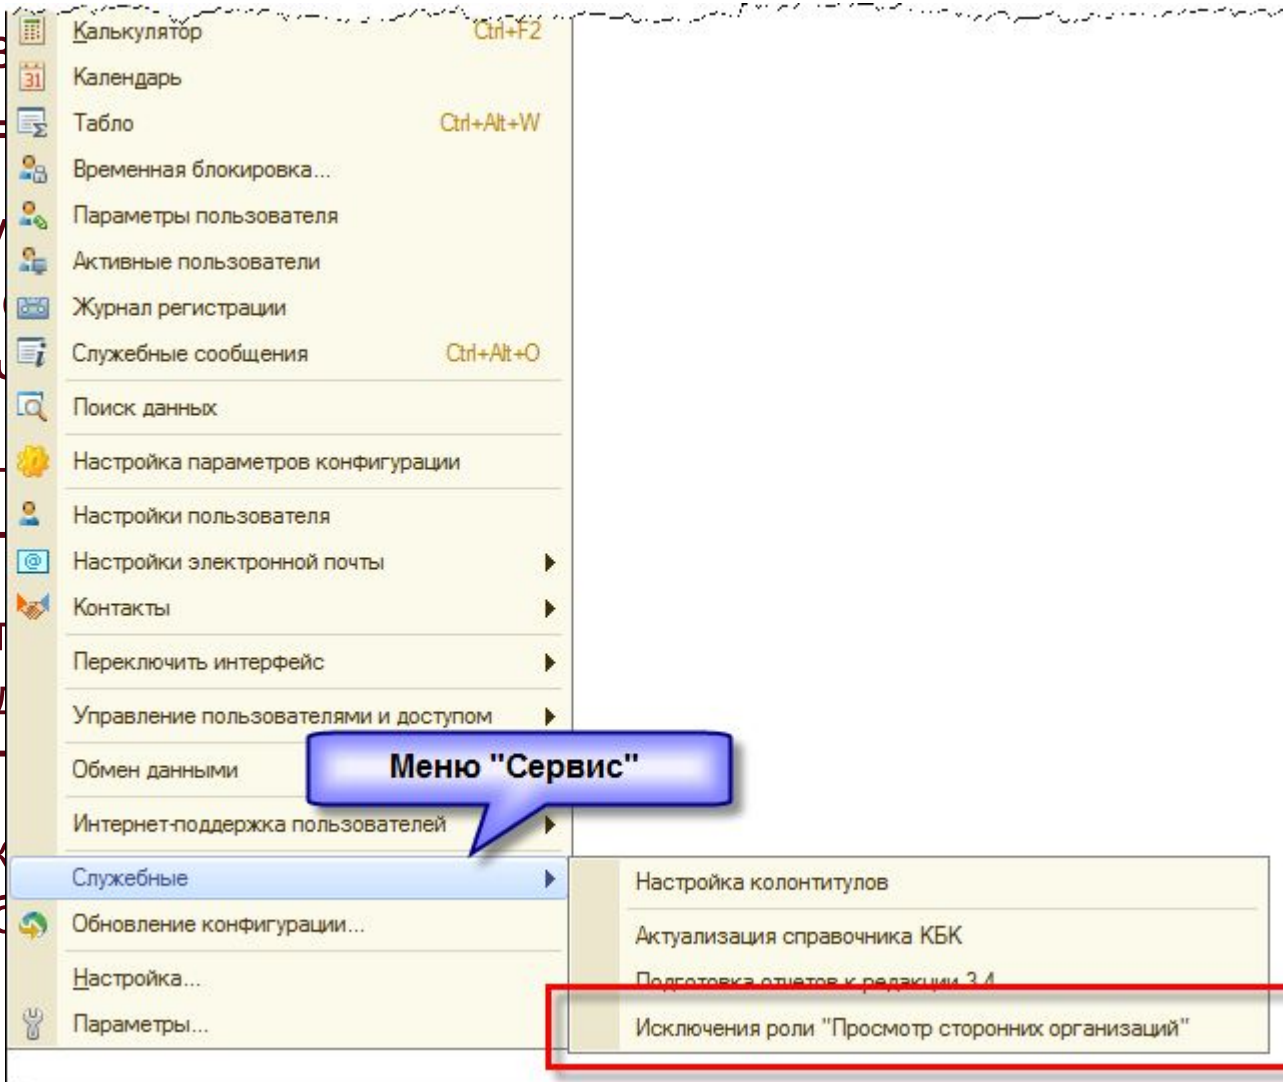 Калькулятор Ctrl+F2
31 Календарь
Табло Ctrl+Alt+W
Временная блокировка...
Параметры пользователя
Активные пользователи
Журнал регистрации
Служебные сообщения Ctrl+Alt+O
Поиск данных
Настройка параметров конфигурации
Настройки пользователя
@ Настройки электронной почты
Контакты
Переключить интерфейс
Управление пользователями и доступом
Обмен данными
Меню "Сервис"
Интернет-поддержка пользователей
Служебные
Обновление конфигурации...
Настройка...
Параметры...
Настройка колонтитулов
Актуализация справочника КБК
Подготовка отчетов к редакции 3.4
Исключения роли "Просмотр сторонних организаций"